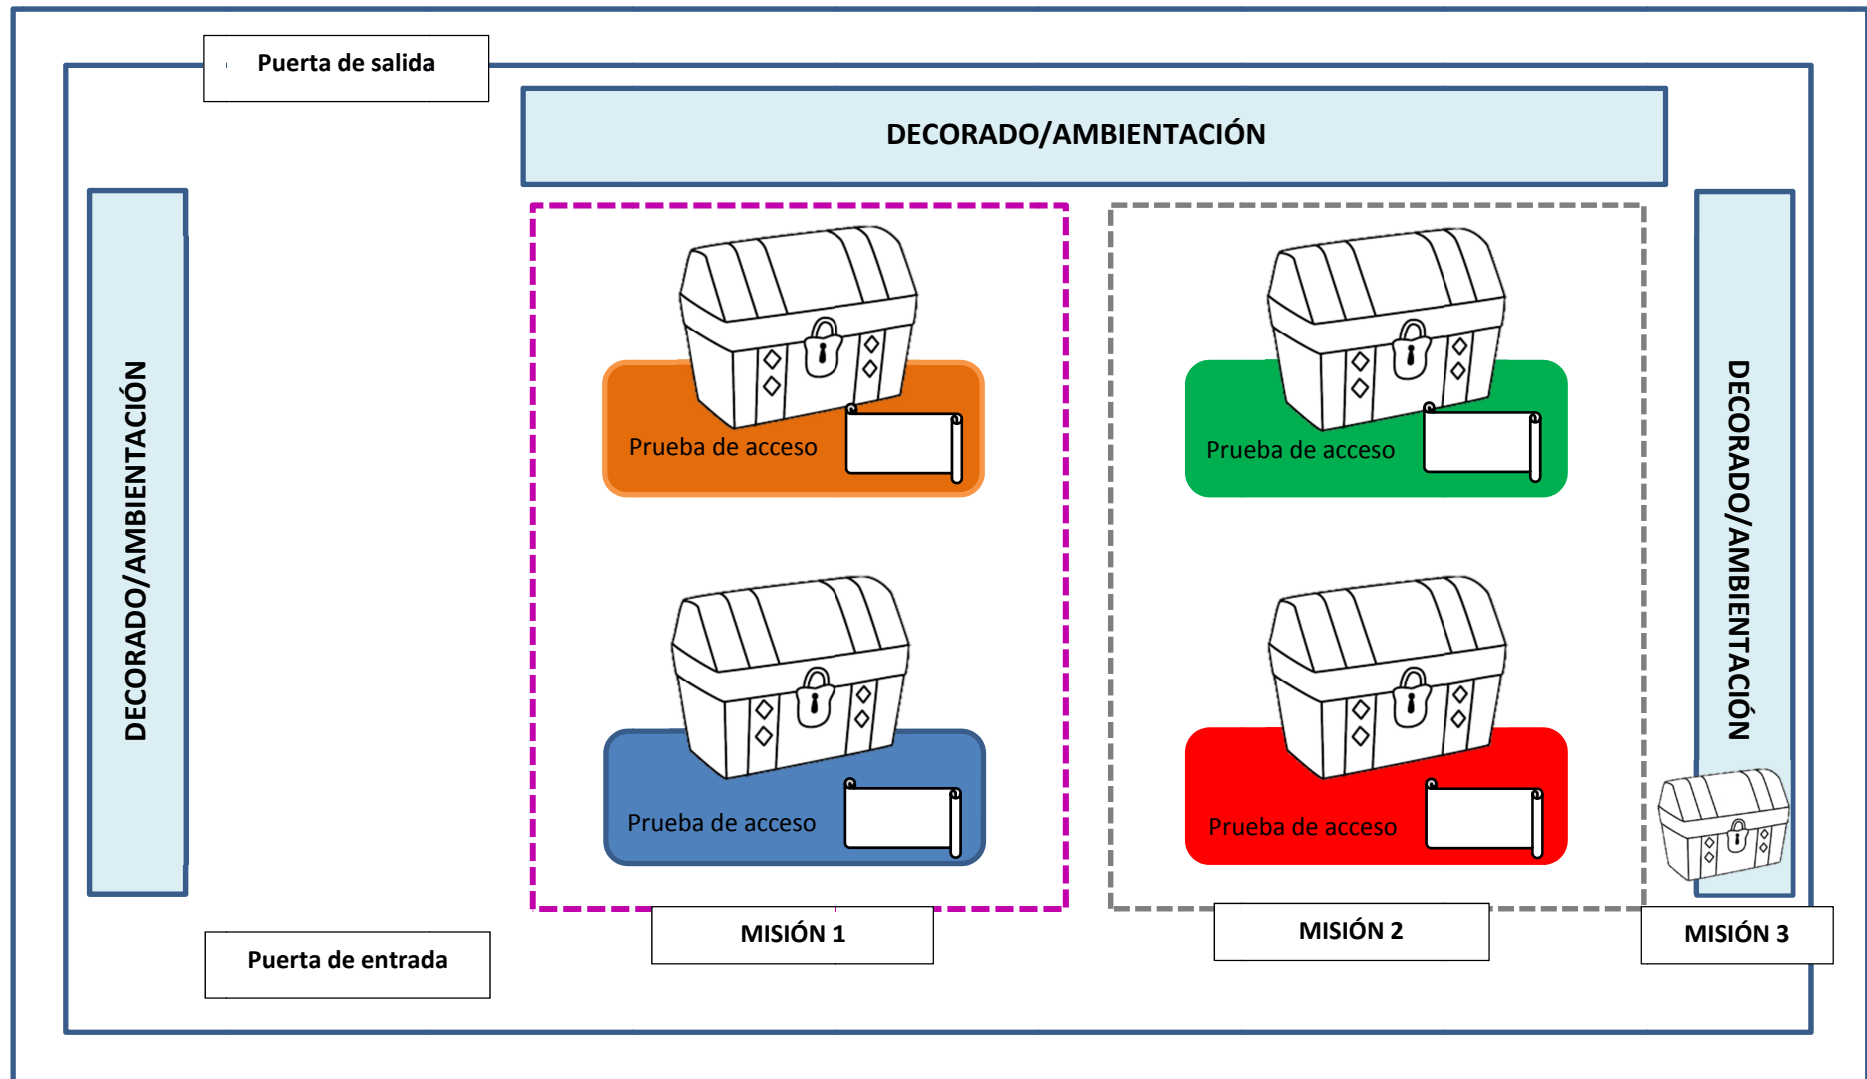 Puerta de salida
DECORADO/AMBIENTACIÓN
DECORADO/AMBIENTACIÓN
DECORADO/AMBIENTACIÓN
Prueba de acceso
Prueba de acceso
Prueba de acceso
Prueba de acceso
MISIÓN 1
MISIÓN 2
MISIÓN 3
Puerta de entrada